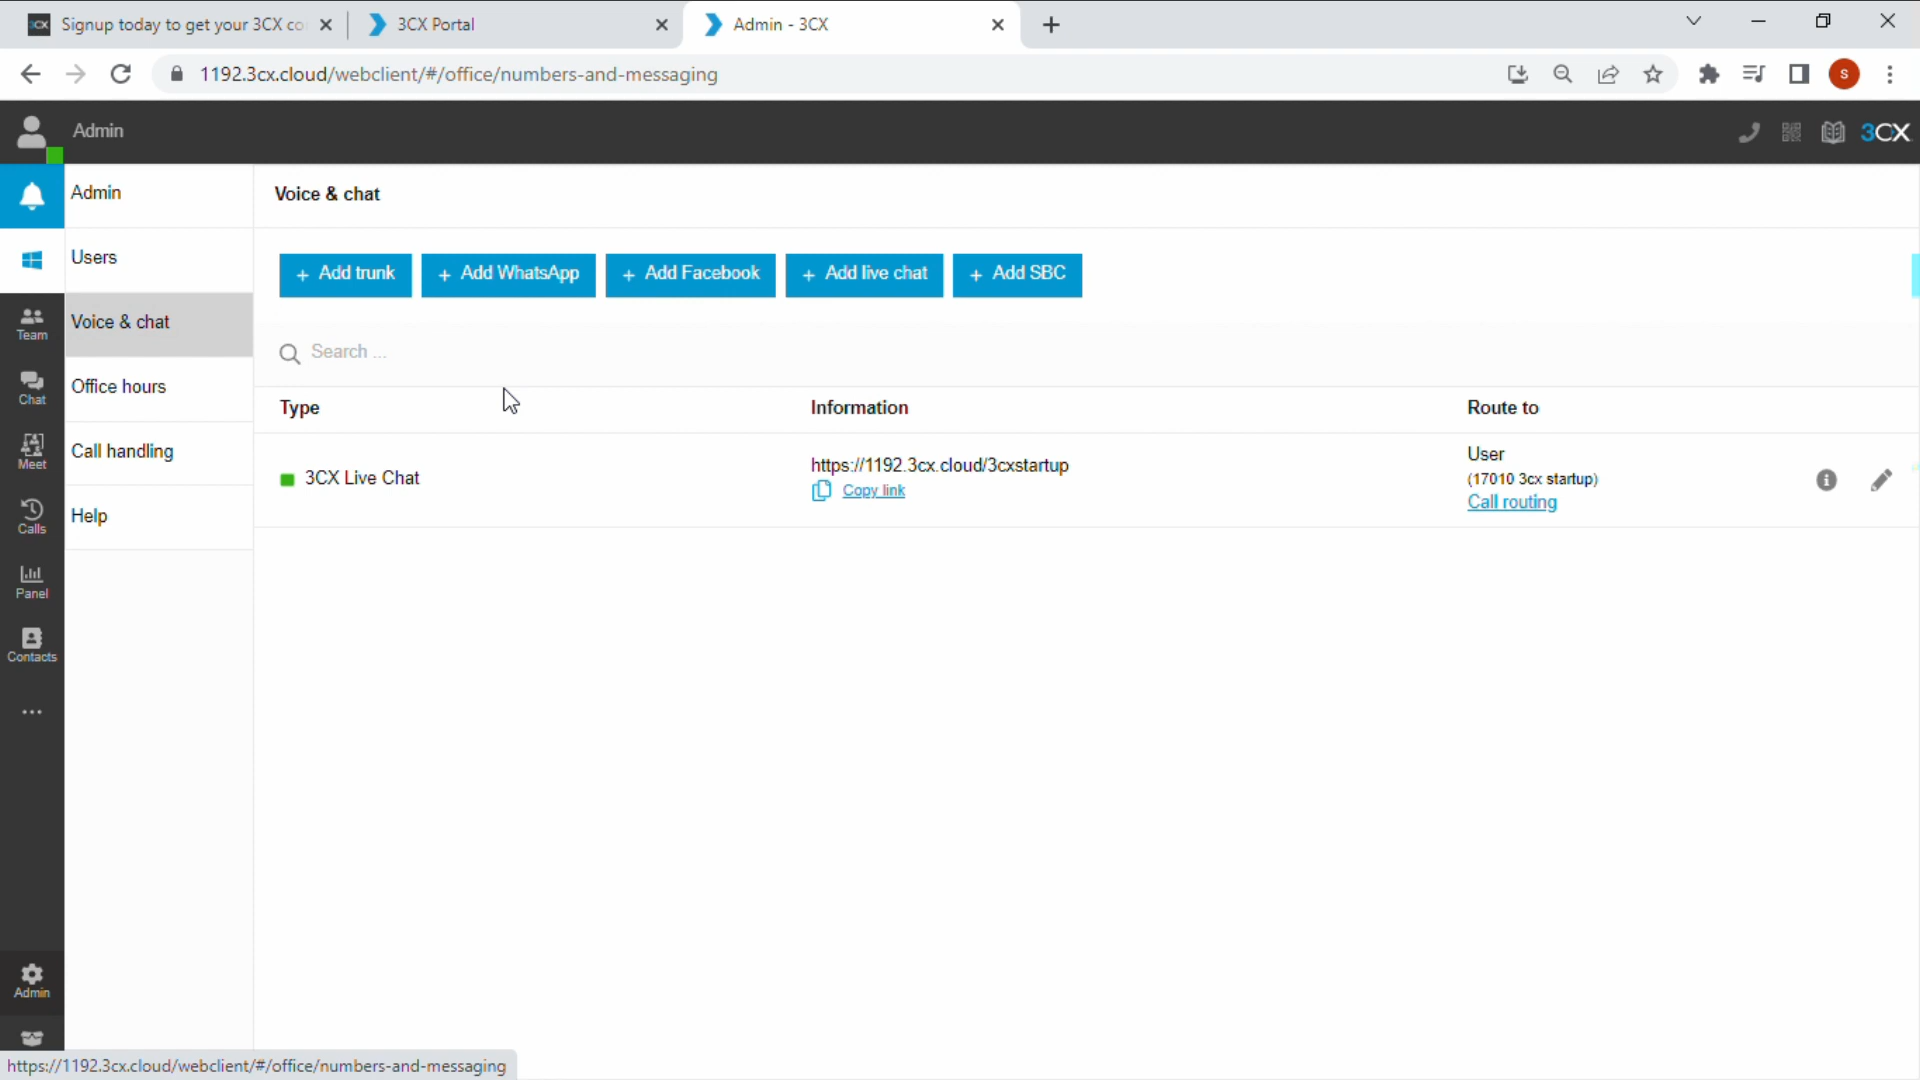 Signup today to get your 3CX co
3CX Portal
Admin - 3CX
1192.3cx.cloud/webclient/#/office/numbers-and-messaging
S
Admin
3CX
Admin
Users
Voice & chat
Office hours
Call handling
Help
Team
Chat
Meet
Calls
Panel
Contacts
Admin
Voice & chat
+ Add trunk
+ Add WhatsApp
+ Add Facebook
+ Add live chat
+ Add SBC
Search ...
Type
Information
Route to
3CX Live Chat
https://1192.3cx.cloud/3cxstartup
Copy link
User
(17010 3cx startup)
Call routing
https://1192.3cx.cloud/webclient/#/office/numbers-and-messaging